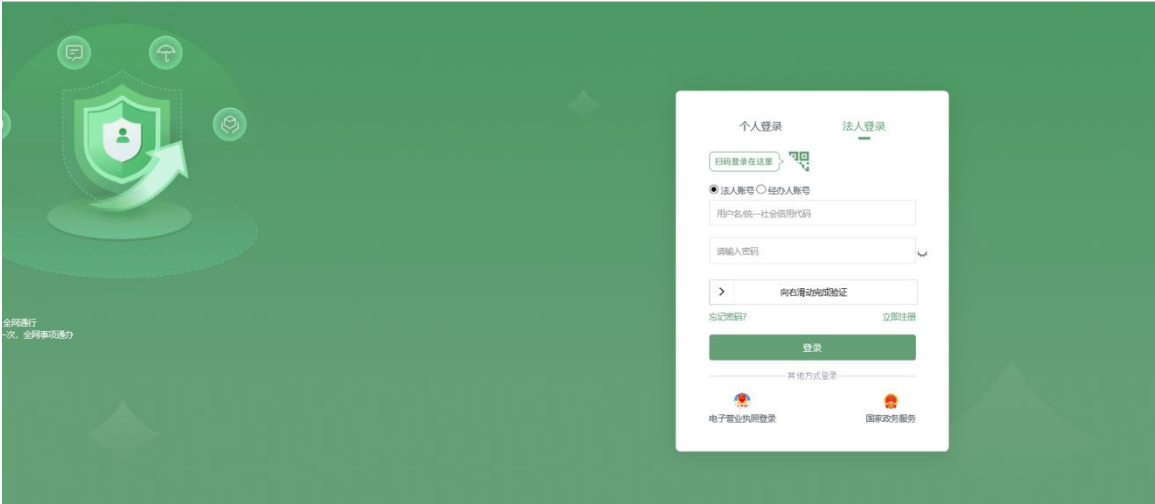 个人登录 法人登录
扫码登录在这里
法人账号 经办人账号
用户名/统一社会信用代码
请输入密码
向右滑动完成验证
忘记密码? 立即注册
登录
其他方式登录
电子营业执照登录 国家政务服务
全网通行
一次，全网事项通办